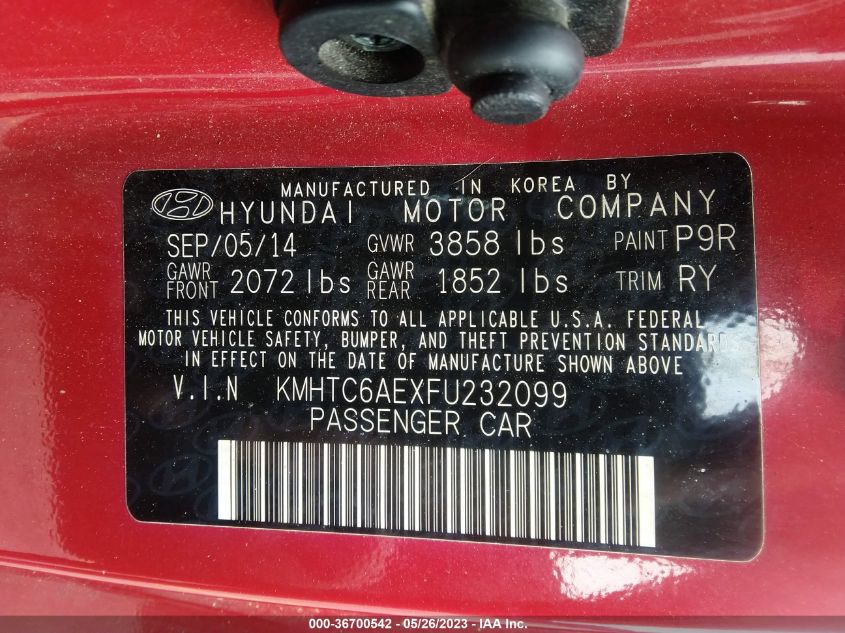 MANUFACTURED IN KOREA BY
HYUNDAI MOTOR COMPANY
SEP/05/14 GVWR 3858 lbs PAINT P9R
GAWR FRONT 2072 lbs GAWR REAR 1852 lbs TRIM RY
THIS VEHICLE CONFORMS TO ALL APPLICABLE U.S.A. FEDERAL
MOTOR VEHICLE SAFETY, BUMPER, AND THEFT PREVENTION STANDARDS
IN EFFECT ON THE DATE OF MANUFACTURE SHOWN ABOVE
V.I.N KMHTC6AEXFU232099
PASSENGER CAR
000-36700542 - 05/26/2023 - IAA Inc.